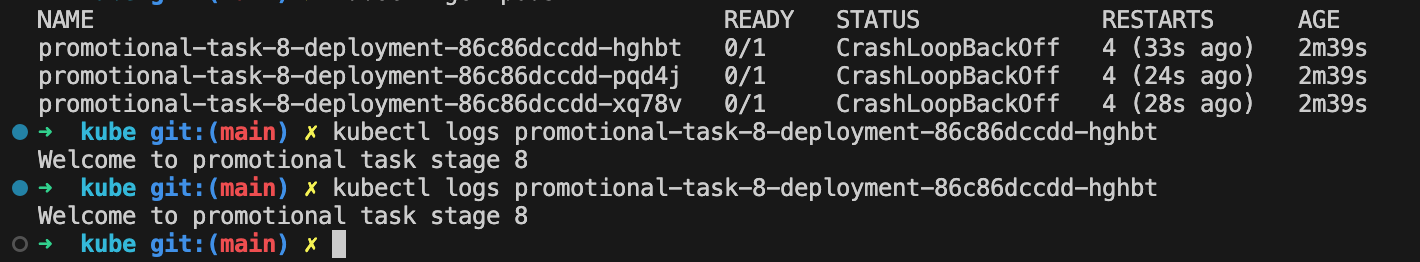 NAME READY STATUS RESTARTS AGE
promotional-task-8-deployment-86c86dccdd-hghbt 0/1 CrashLoopBackOff 4 (33s ago) 2m39s
promotional-task-8-deployment-86c86dccdd-pqd4j 0/1 CrashLoopBackOff 4 (24s ago) 2m39s
promotional-task-8-deployment-86c86dccdd-xq78v 0/1 CrashLoopBackOff 4 (28s ago) 2m39s
➜ kube git:(main) ✗ kubectl logs promotional-task-8-deployment-86c86dccdd-hghbt
Welcome to promotional task stage 8
➜ kube git:(main) ✗ kubectl logs promotional-task-8-deployment-86c86dccdd-hghbt
Welcome to promotional task stage 8
➜ kube git:(main) ✗